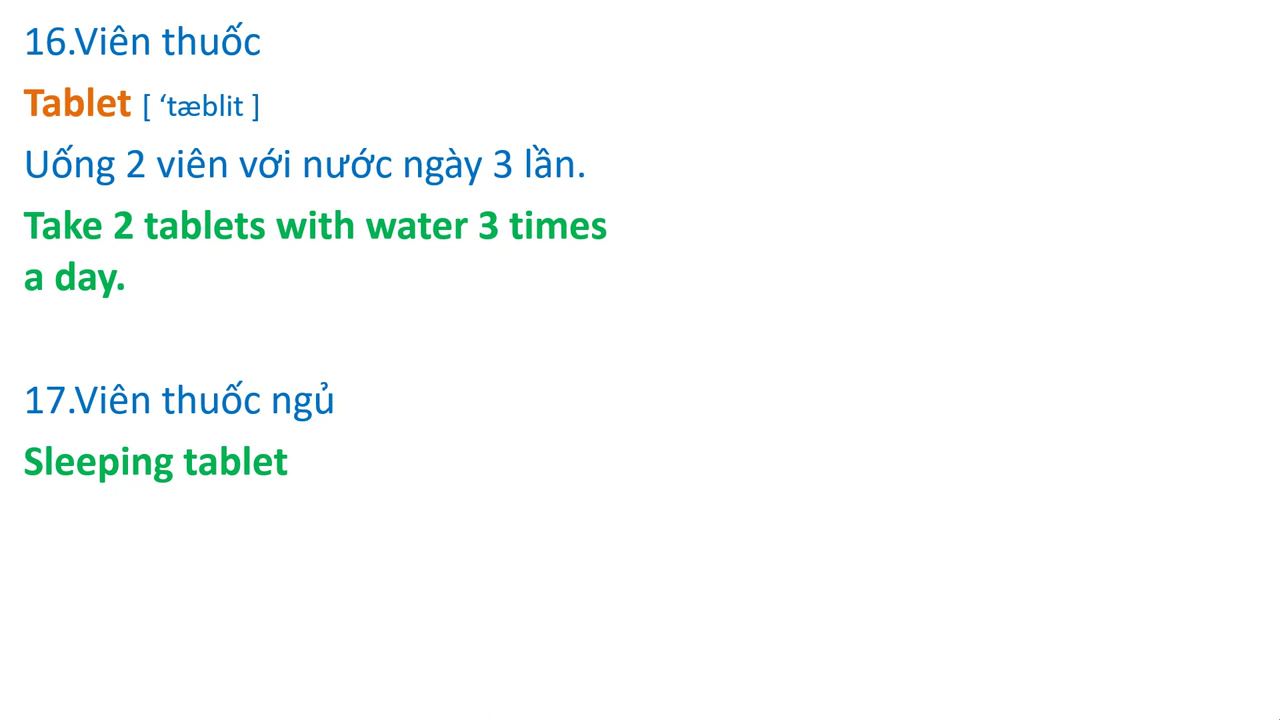 16.Viên thuốc
Tablet [ ‘tæblit ]
Uống 2 viên với nước ngày 3 lần.
Take 2 tablets with water 3 times
a day.
17.Viên thuốc ngủ
Sleeping tablet